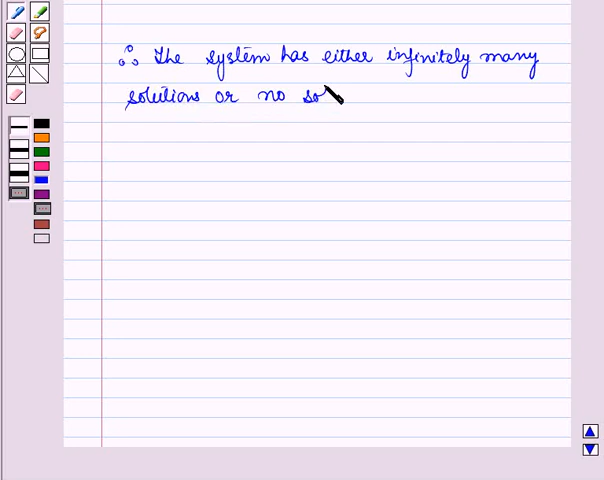 ∴ The system has either infinitely many
solutions or no so